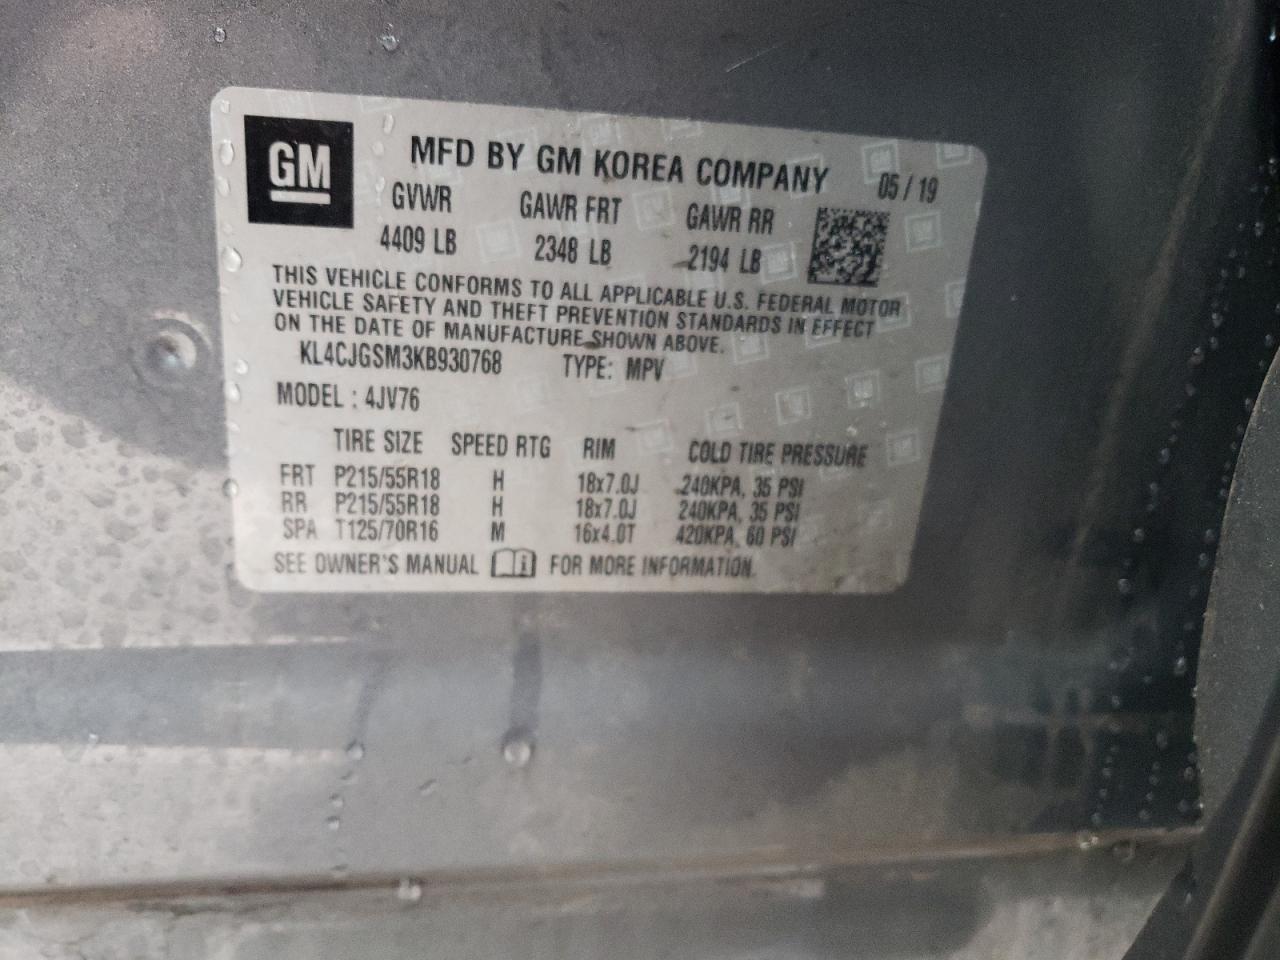 GM
MFD BY GM KOREA COMPANY 05 / 19
GVWR GAWR FRT GAWR RR
4409 LB 2348 LB 2194 LB
THIS VEHICLE CONFORMS TO ALL APPLICABLE U.S. FEDERAL MOTOR
VEHICLE SAFETY AND THEFT PREVENTION STANDARDS IN EFFECT
ON THE DATE OF MANUFACTURE SHOWN ABOVE.
KL4CJGSM3KB930768 TYPE: MPV
MODEL : 4JV76
TIRE SIZE SPEED RTG RIM COLD TIRE PRESSURE
FRT P215/55R18 H 18x7.0J 240KPA, 35 PSI
RR P215/55R18 H 18x7.0J 240KPA, 35 PSI
SPA T125/70R16 M 16x4.0T 420KPA, 60 PSI
SEE OWNER'S MANUAL FOR MORE INFORMATION.